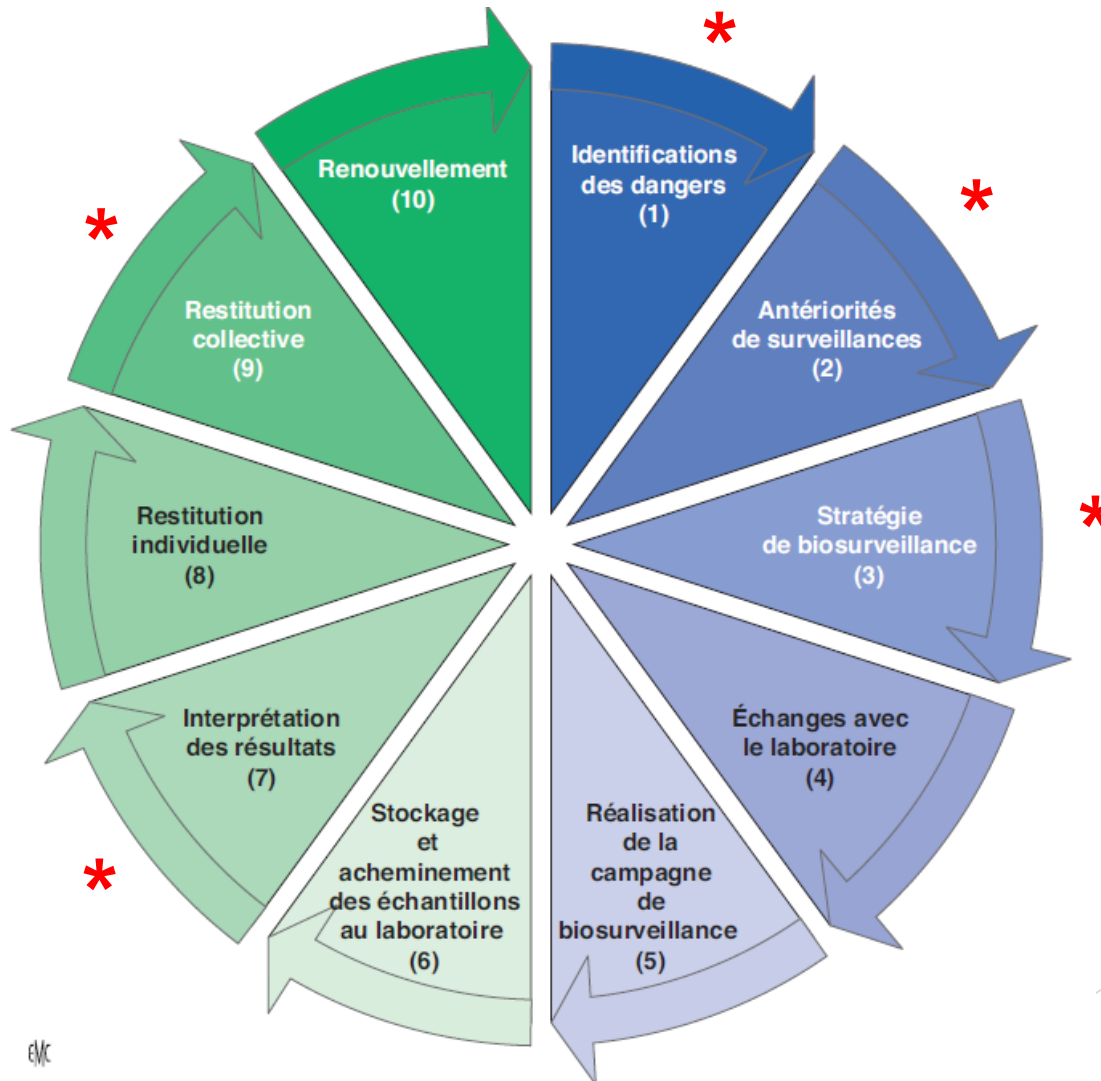 Identifications
des dangers
(1)
Antériorités
de surveillances
(2)
Stratégie
de biosurveillance
(3)
Échanges avec
le laboratoire
(4)
Réalisation
de la
campagne
de
biosurveillance
(5)
Stockage
et
acheminement
des échantillons
au laboratoire
(6)
Interprétation
des résultats
(7)
Restitution
individuelle
(8)
Restitution
collective
(9)
Renouvellement
(10)
*
*
*
*
*
EMC